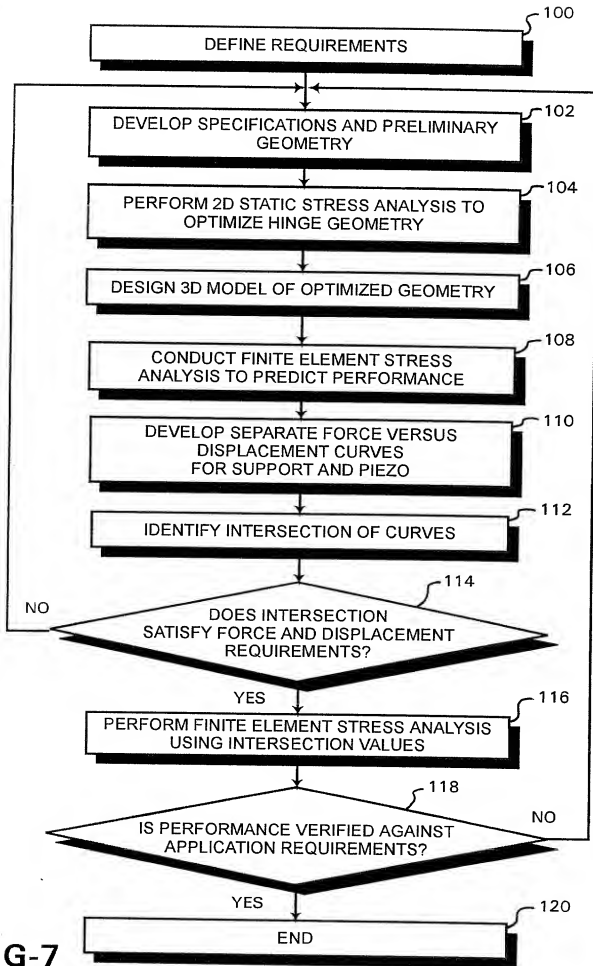 100
DEFINE REQUIREMENTS
102
DEVELOP SPECIFICATIONS AND PRELIMINARY
GEOMETRY
104
PERFORM 2D STATIC STRESS ANALYSIS TO
OPTIMIZE HINGE GEOMETRY
106
DESIGN 3D MODEL OF OPTIMIZED GEOMETRY
108
CONDUCT FINITE ELEMENT STRESS
ANALYSIS TO PREDICT PERFORMANCE
110
DEVELOP SEPARATE FORCE VERSUS
DISPLACEMENT CURVES
FOR SUPPORT AND PIEZO
112
IDENTIFY INTERSECTION OF CURVES
114
NO
DOES INTERSECTION
SATISFY FORCE AND DISPLACEMENT
REQUIREMENTS?
YES
116
PERFORM FINITE ELEMENT STRESS ANALYSIS
USING INTERSECTION VALUES
118
NO
IS PERFORMANCE VERIFIED AGAINST
APPLICATION REQUIREMENTS?
YES
120
END
G-7